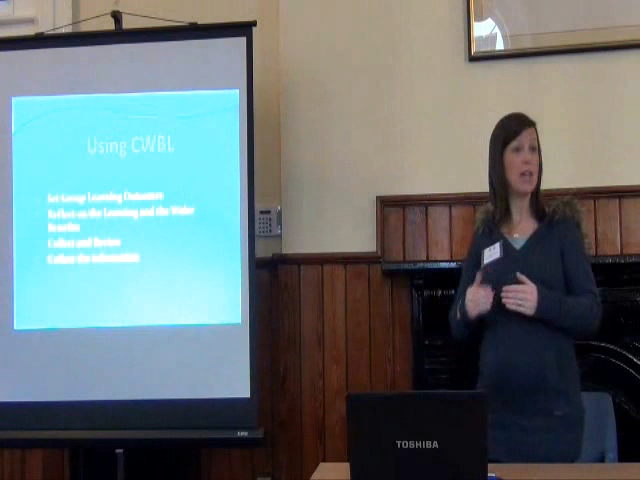 Using CWBL
Set Group Learning Outcomes
Reflect on the Learning and the Wider
Benefits
Collect and Review
Collate the information
TOSHIBA